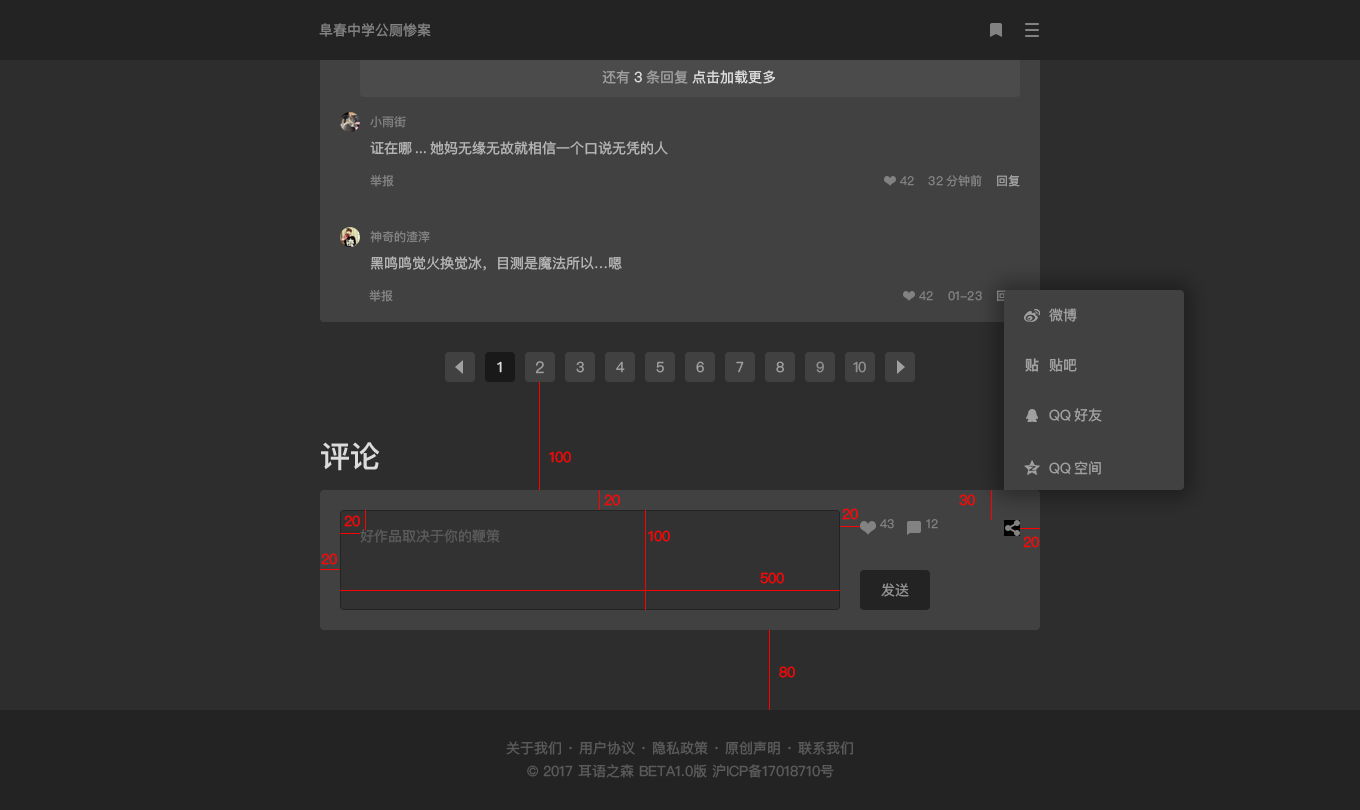 阜春中学公厕惨案
还有 3 条回复 点击加载更多
小雨街
证在哪 ... 她妈无缘无故就相信一个口说无凭的人
举报
42 32 分钟前 回复
神奇的渣滓
黑鸣鸣觉火换觉冰，目测是魔法所以…嗯
举报
42 01-23
微博
贴 贴吧
QQ 好友
QQ 空间
1 2 3 4 5 6 7 8 9 10
评论
100
20
30
20
好作品取决于你的鞭策
20
100
20
43 12
20
500
发送
80
关于我们 · 用户协议 · 隐私政策 · 原创声明 · 联系我们
© 2017 耳语之森 BETA1.0版 沪ICP备17018710号